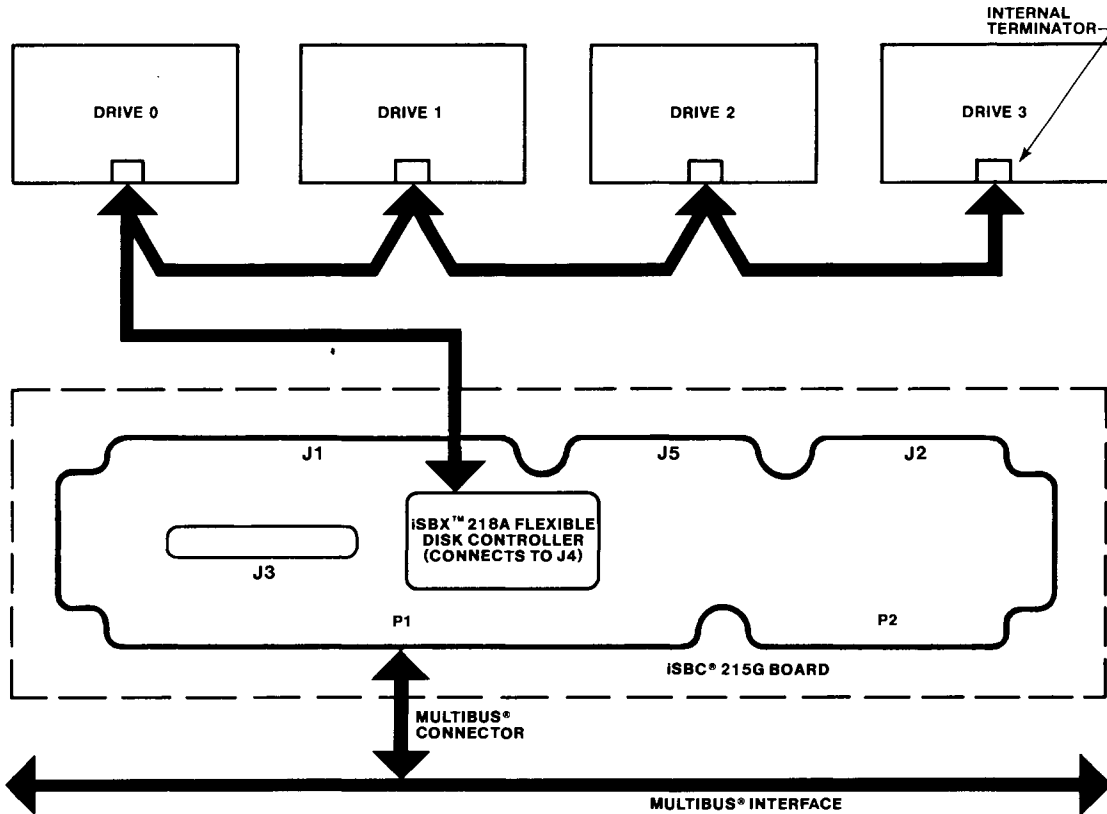 INTERNAL
TERMINATOR
DRIVE 0
DRIVE 1
DRIVE 2
DRIVE 3
J1
J5
J2
iSBX™ 218A FLEXIBLE
DISK CONTROLLER
(CONNECTS TO J4)
J3
P1
P2
iSBC® 215G BOARD
MULTIBUS®
CONNECTOR
MULTIBUS® INTERFACE